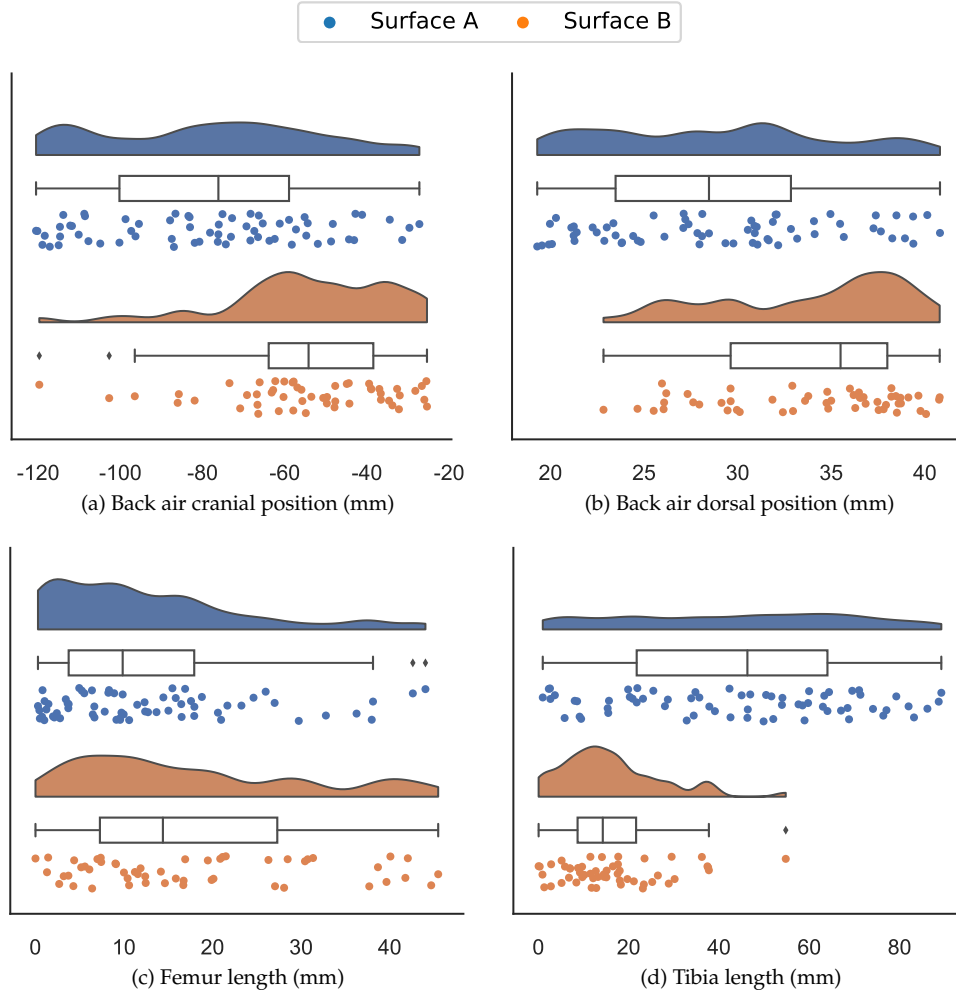 Surface A Surface B
-120 -100 -80 -60 -40 -20
(a) Back air cranial position (mm)
20 25 30 35 40
(b) Back air dorsal position (mm)
0 10 20 30 40
(c) Femur length (mm)
0 20 40 60 80
(d) Tibia length (mm)